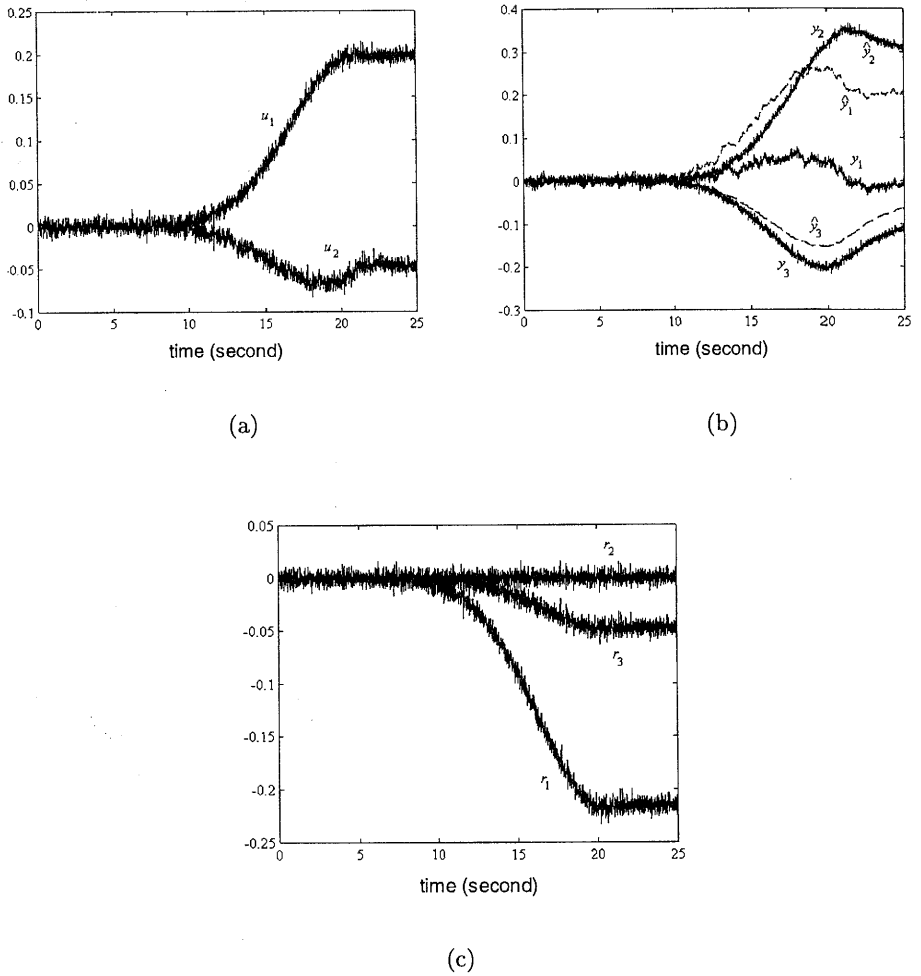 0.25
0.2
0.15
0.1
0.05
0
-0.05
-0.1
u1
u2
0 5 10 15 20 25
time (second)
(a)
0.4
0.3
0.2
0.1
0
-0.1
-0.2
-0.3
y2
ŷ2
ŷ1
y1
ŷ3
y3
0 5 10 15 20 25
time (second)
(b)
0.05
0
-0.05
-0.1
-0.15
-0.2
-0.25
r2
r3
r1
0 5 10 15 20 25
time (second)
(c)